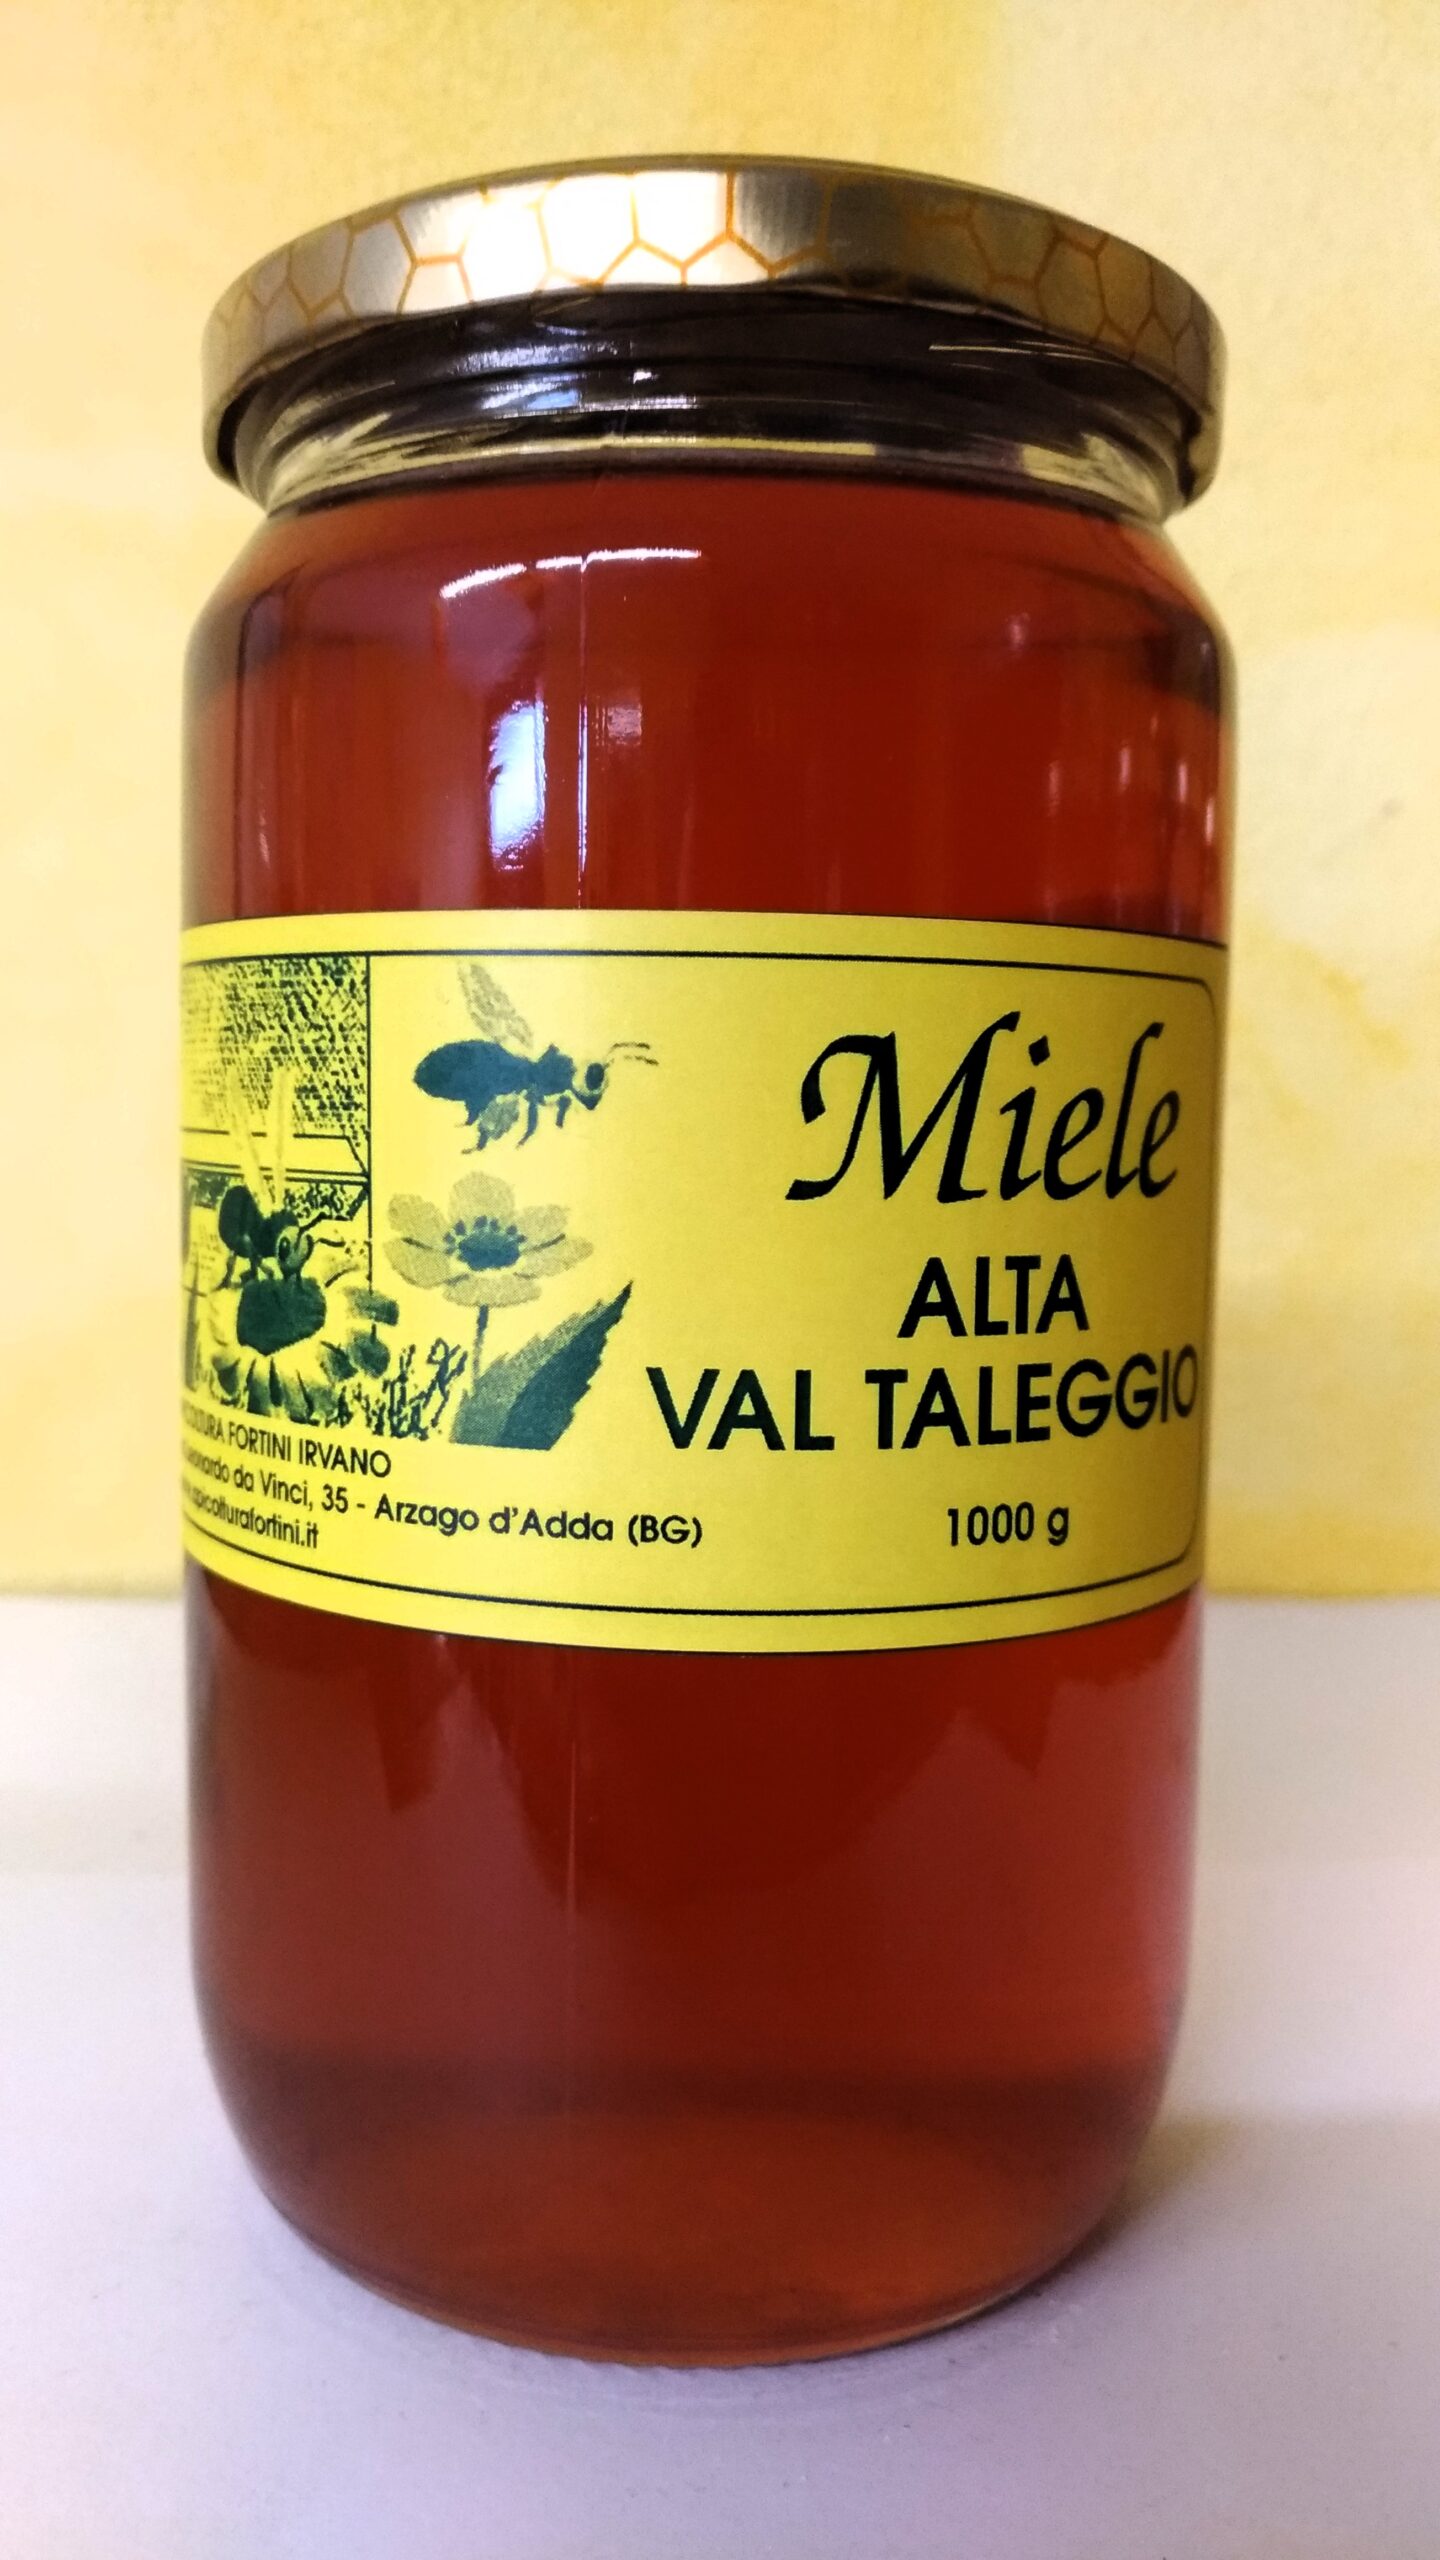 Miele
ALTA
VAL TALEGGIO
1000 g
FORTINI IRVANO
da Vinci, 35 - Arzago d'Adda (BG)